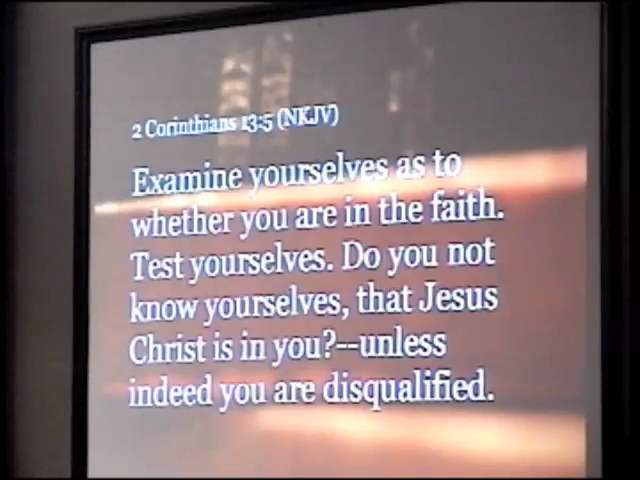 2 Corinthians 13:5 (NKJV)
Examine yourselves as to
whether you are in the faith.
Test yourselves. Do you not
know yourselves, that Jesus
Christ is in you?--unless
indeed you are disqualified.